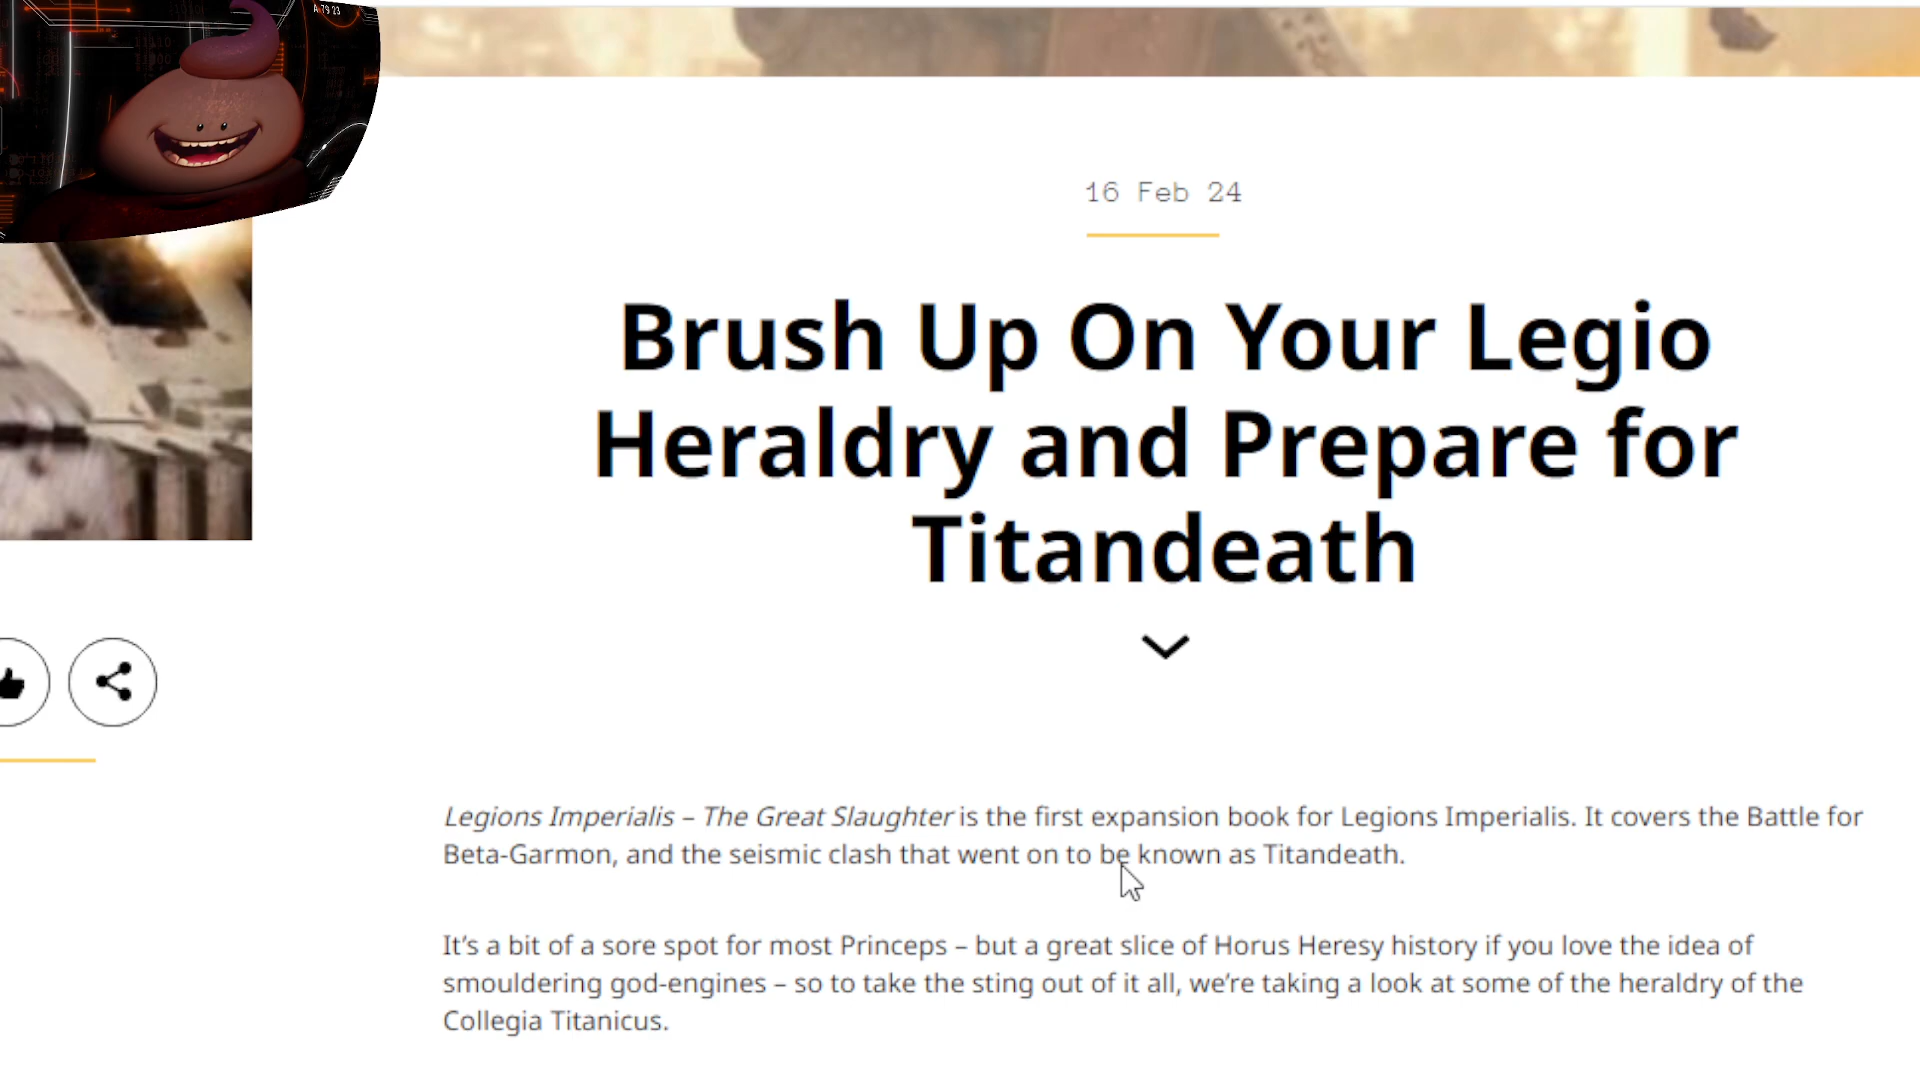 A-79 23
16 Feb 24
Brush Up On Your Legio
Heraldry and Prepare for
Titandeath
Legions Imperialis – The Great Slaughter is the first expansion book for Legions Imperialis. It covers the Battle for
Beta-Garmon, and the seismic clash that went on to be known as Titandeath.
It’s a bit of a sore spot for most Princeps – but a great slice of Horus Heresy history if you love the idea of
smouldering god-engines – so to take the sting out of it all, we’re taking a look at some of the heraldry of the
Collegia Titanicus.